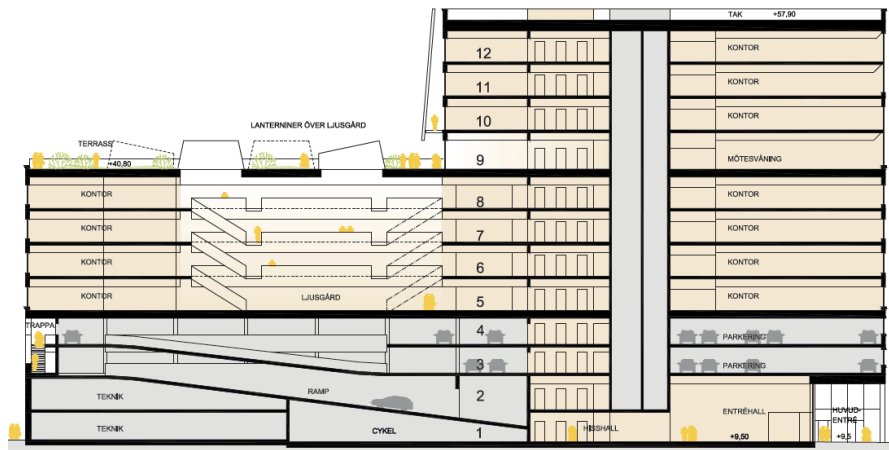 TAK +57,90
12 KONTOR
11 KONTOR
10 KONTOR
LANTERNINER ÖVER LJUSGÅRD
TERRASS
+40,80
9 MÖTESVÅNING
KONTOR 8 KONTOR
KONTOR 7 KONTOR
KONTOR 6 KONTOR
KONTOR LJUSGÅRD 5 KONTOR
TRAPPA
4 PARKERING
3 PARKERING
TEKNIK RAMP 2
ENTRÉHALL
HUVUD-
ENTRÉ
TEKNIK CYKEL 1 HISSHALL
+9,50 +9,5